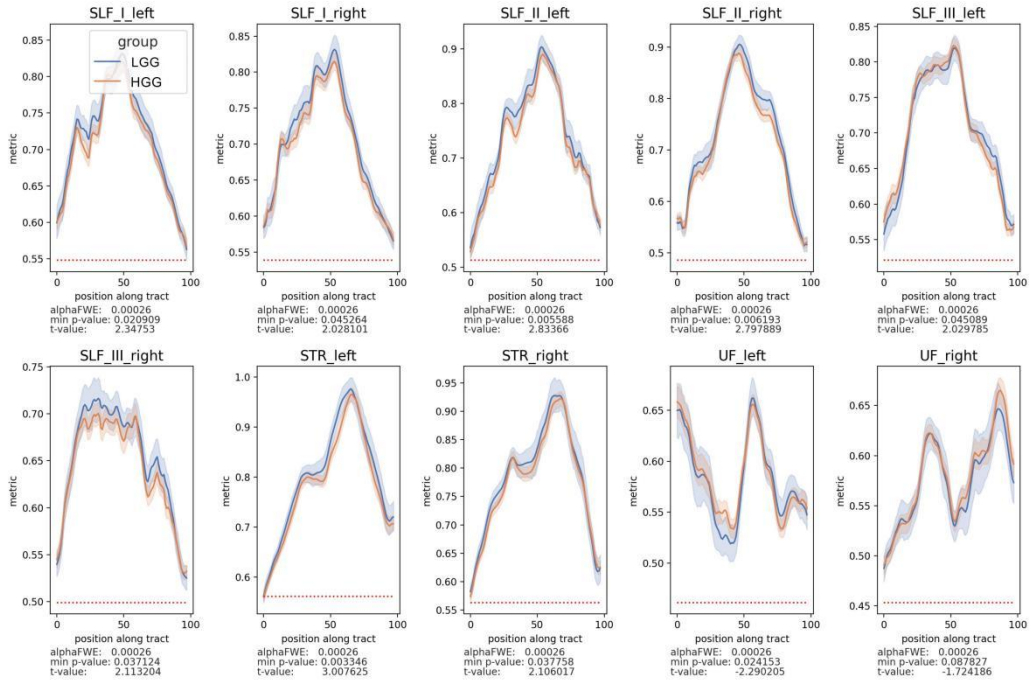 SLF_I_left
SLF_I_right
SLF_II_left
SLF_II_right
SLF_III_left
group
LGG
HGG
metric
0.85
0.80
0.75
0.70
0.65
0.60
0.55
0 50 100
position along tract
alphaFWE: 0.00026
min p-value: 0.020909
t-value: 2.34753
metric
0.85
0.80
0.75
0.70
0.65
0.60
0.55
0 50 100
position along tract
alphaFWE: 0.00026
min p-value: 0.045264
t-value: 2.028101
metric
0.9
0.8
0.7
0.6
0.5
0 50 100
position along tract
alphaFWE: 0.00026
min p-value: 0.005588
t-value: 2.83366
metric
0.9
0.8
0.7
0.6
0.5
0 50 100
position along tract
alphaFWE: 0.00026
min p-value: 0.006193
t-value: 2.797889
metric
0.85
0.80
0.75
0.70
0.65
0.60
0.55
0 50 100
position along tract
alphaFWE: 0.00026
min p-value: 0.045089
t-value: 2.029785
SLF_III_right
STR_left
STR_right
UF_left
UF_right
metric
0.75
0.70
0.65
0.60
0.55
0.50
0 50 100
position along tract
alphaFWE: 0.00026
min p-value: 0.037124
t-value: 2.113204
metric
1.0
0.9
0.8
0.7
0.6
0 50 100
position along tract
alphaFWE: 0.00026
min p-value: 0.003346
t-value: 3.007625
metric
0.95
0.90
0.85
0.80
0.75
0.70
0.65
0.60
0.55
0 50 100
position along tract
alphaFWE: 0.00026
min p-value: 0.037758
t-value: 2.106017
metric
0.65
0.60
0.55
0.50
0 50 100
position along tract
alphaFWE: 0.00026
min p-value: 0.024153
t-value: -2.290205
metric
0.70
0.65
0.60
0.55
0.50
0.45
0 50 100
position along tract
alphaFWE: 0.00026
min p-value: 0.087827
t-value: -1.724186